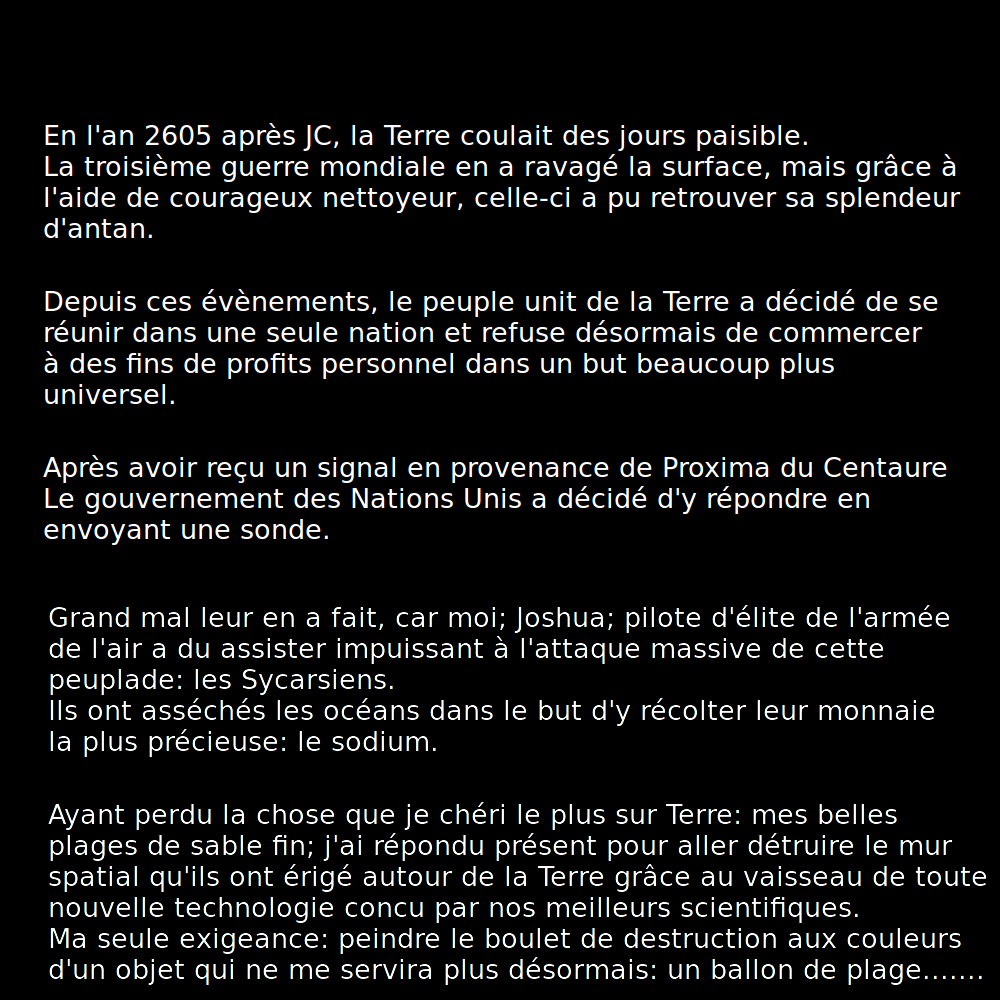 En l'an 2605 après JC, la Terre coulait des jours paisible.
La troisième guerre mondiale en a ravagé la surface, mais grâce à
l'aide de courageux nettoyeur, celle-ci a pu retrouver sa splendeur
d'antan.
Depuis ces évènements, le peuple unit de la Terre a décidé de se
réunir dans une seule nation et refuse désormais de commercer
à des fins de profits personnel dans un but beaucoup plus
universel.
Après avoir reçu un signal en provenance de Proxima du Centaure
Le gouvernement des Nations Unis a décidé d'y répondre en
envoyant une sonde.
Grand mal leur en a fait, car moi; Joshua; pilote d'élite de l'armée
de l'air a du assister impuissant à l'attaque massive de cette
peuplade: les Sycarsiens.
Ils ont asséchés les océans dans le but d'y récolter leur monnaie
la plus précieuse: le sodium.
Ayant perdu la chose que je chéri le plus sur Terre: mes belles
plages de sable fin; j'ai répondu présent pour aller détruire le mur
spatial qu'ils ont érigé autour de la Terre grâce au vaisseau de toute
nouvelle technologie concu par nos meilleurs scientifiques.
Ma seule exigeance: peindre le boulet de destruction aux couleurs
d'un objet qui ne me servira plus désormais: un ballon de plage.......